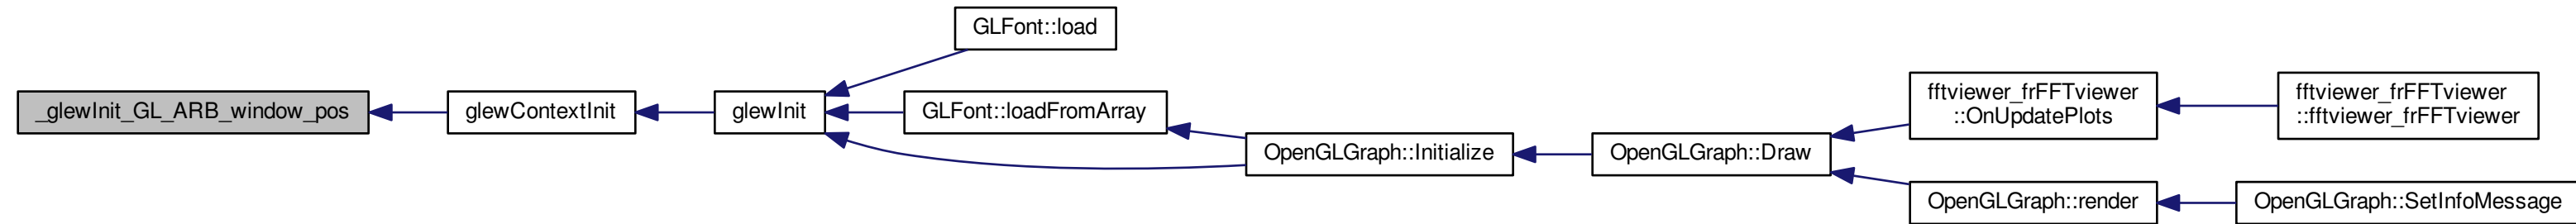 _glewInit_GL_ARB_window_pos
glewContextInit
glewInit
GLFont::load
GLFont::loadFromArray
OpenGLGraph::Initialize
OpenGLGraph::Draw
fftviewer_frFFTviewer
::OnUpdatePlots
fftviewer_frFFTviewer
::fftviewer_frFFTviewer
OpenGLGraph::render
OpenGLGraph::SetInfoMessage